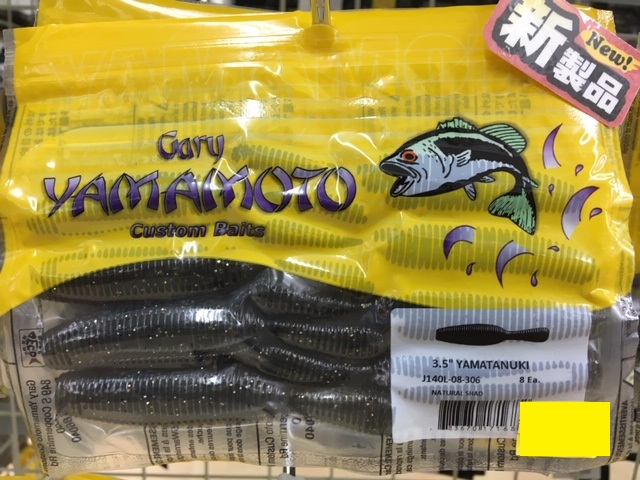 新製品
New!
Gary
YAMAMOTO
Custom Baits
3.5" YAMATANUKI
J140L-08-306 8 Ea.
NATURAL SHAD